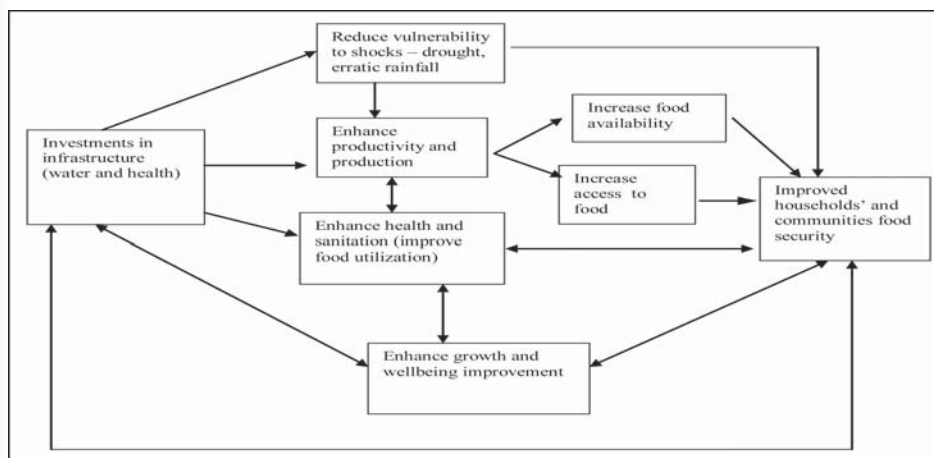 Reduce vulnerability
to shocks – drought,
erratic rainfall
Investments in
infrastructure
(water and health)
Enhance
productivity and
production
Increase food
availability
Increase
access to
food
Improved
households' and
communities food
security
Enhance health and
sanitation (improve
food utilization)
Enhance growth and
wellbeing improvement